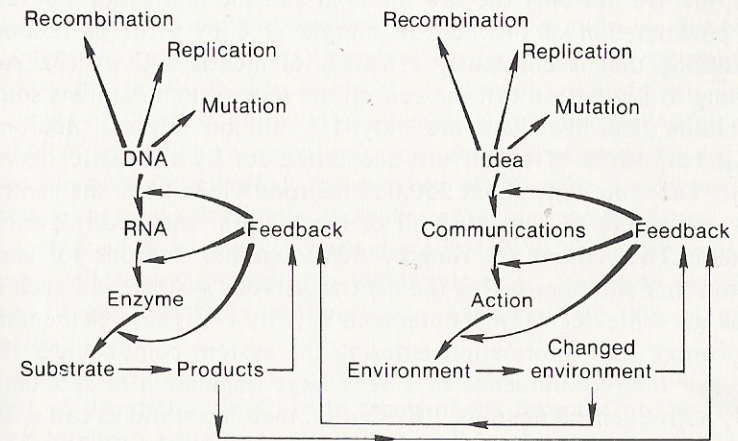 Recombination
Replication
Mutation
DNA
RNA
Feedback
Enzyme
Substrate
Products
Recombination
Replication
Mutation
Idea
Communications
Feedback
Action
Environment
Changed
environment